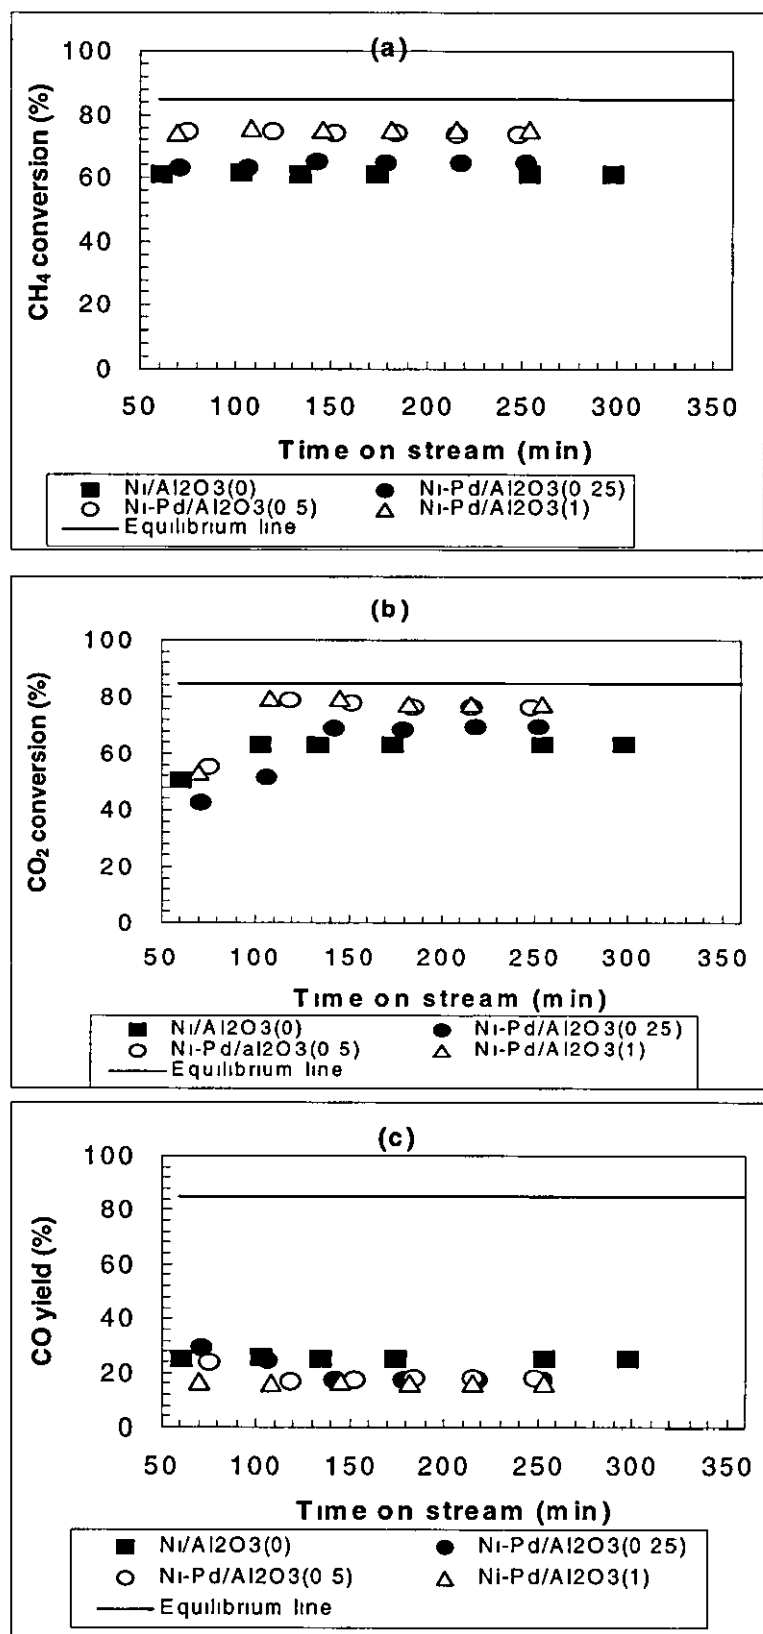 (a)
100
80
60
40
20
0
CH₄ conversion (%)
50 100 150 200 250 300 350
Time on stream (min)
Ni/Al2O3(0) Ni-Pd/Al2O3(0 25)
Ni-Pd/Al2O3(0 5) Ni-Pd/Al2O3(1)
Equilibrium line
(b)
100
80
60
40
20
0
CO₂ conversion (%)
50 100 150 200 250 300 350
Time on stream (min)
Ni/Al2O3(0) Ni-Pd/Al2O3(0 25)
Ni-Pd/al2O3(0 5) Ni-Pd/Al2O3(1)
Equilibrium line
(c)
100
80
60
40
20
0
CO yield (%)
50 100 150 200 250 300 350
Time on stream (min)
Ni/Al2O3(0) Ni-Pd/Al2O3(0 25)
Ni-Pd/Al2O3(0 5) Ni-Pd/Al2O3(1)
Equilibrium line